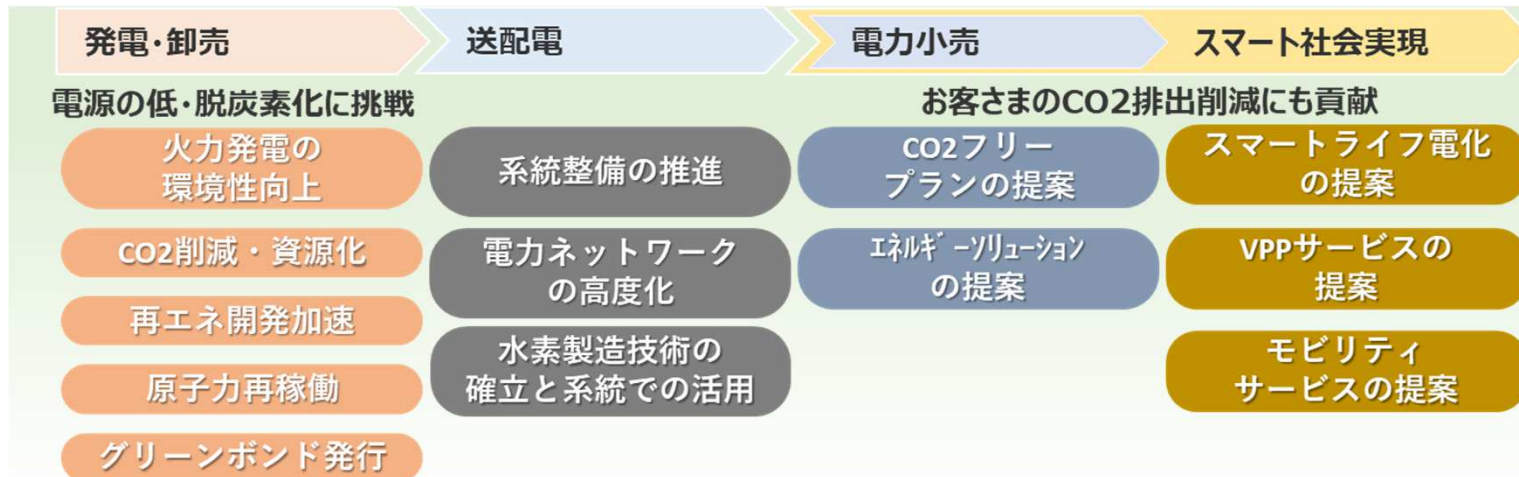 発電・卸売
送配電
電力小売
スマート社会実現
電源の低・脱炭素化に挑戦
お客さまのCO2排出削減にも貢献
火力発電の
環境性向上
CO2削減・資源化
再エネ開発加速
原子力再稼働
グリーンボンド発行
系統整備の推進
電力ネットワーク
の高度化
水素製造技術の
確立と系統での活用
CO2フリー
プランの提案
ｴﾈﾙｷﾞｰｿﾘｭｰｼｮﾝ
の提案
スマートライフ電化
の提案
VPPサービスの
提案
モビリティ
サービスの提案